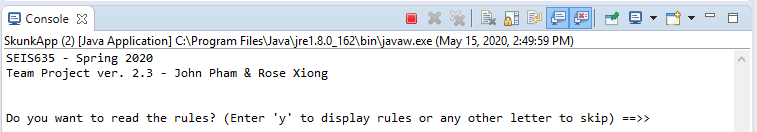 Console
SkunkApp (2) [Java Application] C:\Program Files\Java\jre1.8.0_162\bin\javaw.exe (May 15, 2020, 2:49:59 PM)
SEIS635 - Spring 2020
Team Project ver. 2.3 - John Pham & Rose Xiong
Do you want to read the rules? (Enter 'y' to display rules or any other letter to skip) ==>>